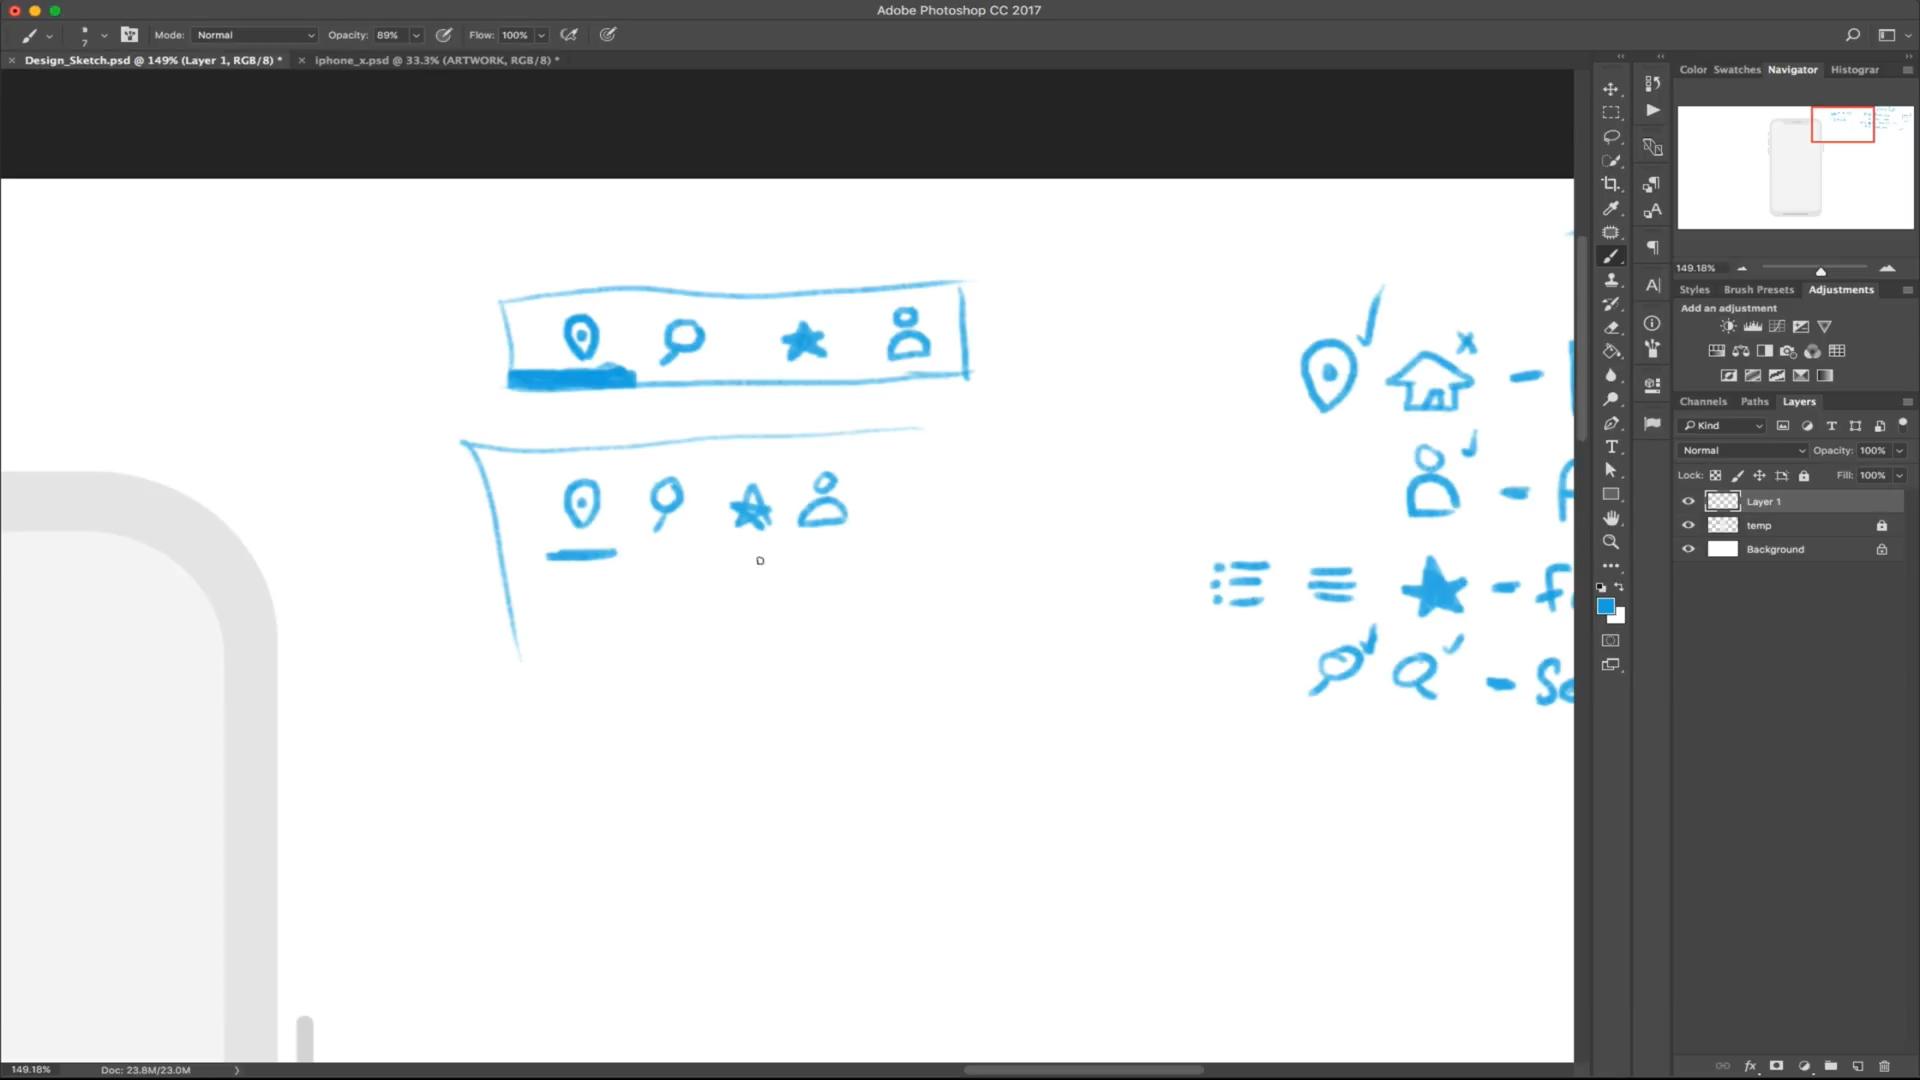 Adobe Photoshop CC 2017
7 Mode: Normal Opacity: 89% Flow: 100%
Design_Sketch.psd @ 149% (Layer 1, RGB/8) * iphone_x.psd @ 33.3% (ARTWORK, RGB/8) *
Color Swatches Navigator Histograr
149.18%
Styles Brush Presets Adjustments
Add an adjustment
Channels Paths Layers
Kind
Normal Opacity: 100%
Lock: Fill: 100%
Layer 1
temp
Background
149.18% Doc: 23.8M/23.0M